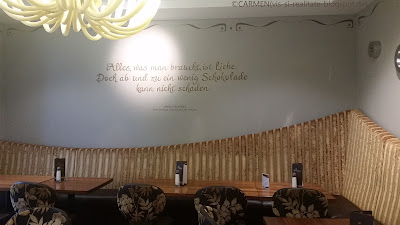 ©CARMEN(vis-si-realitate-blogspot.
Alles, was man braucht, ist Liebe.
Doch ab und zu ein wenig Schokolade
kann nicht schaden.